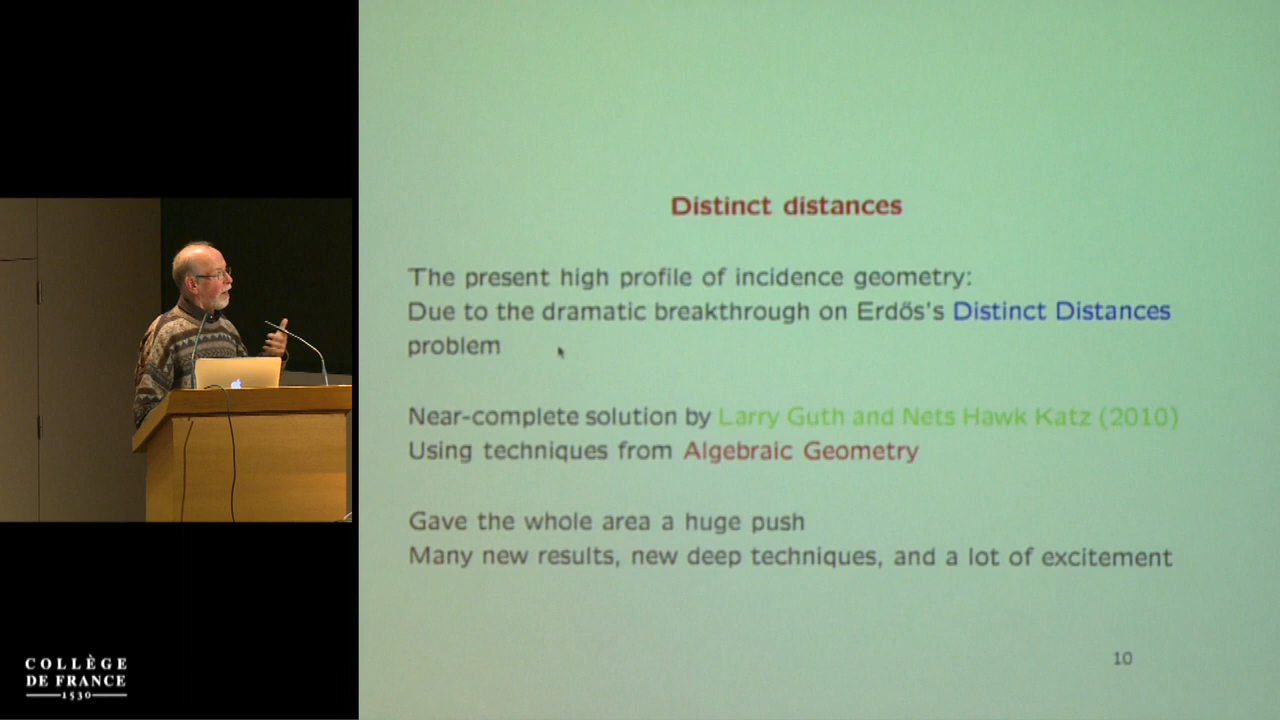 Distinct distances
The present high profile of incidence geometry:
Due to the dramatic breakthrough on Erdős's Distinct Distances
problem
Near-complete solution by Larry Guth and Nets Hawk Katz (2010)
Using techniques from Algebraic Geometry
Gave the whole area a huge push
Many new results, new deep techniques, and a lot of excitement
10
COLLÈGE
DE FRANCE
1530